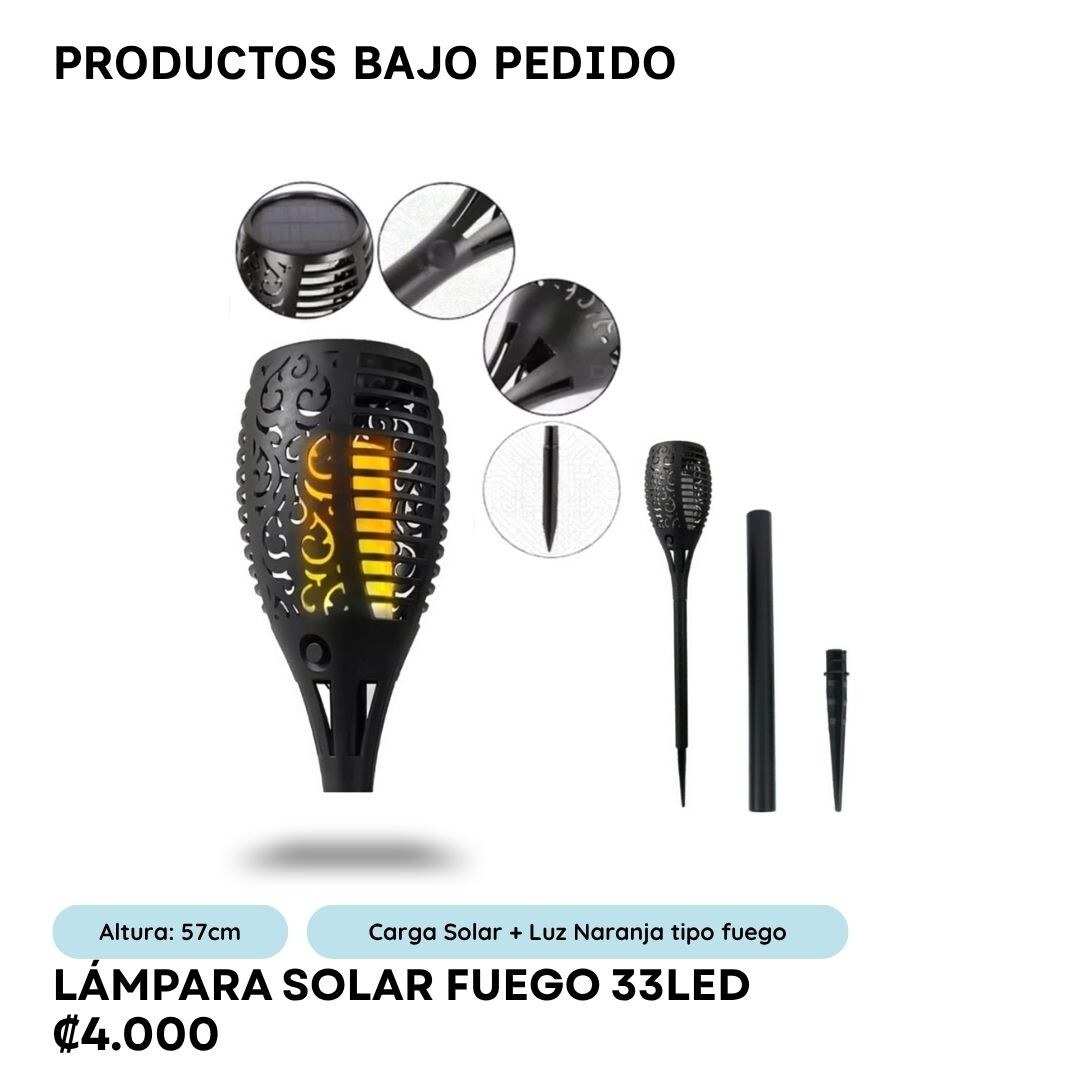 PRODUCTOS BAJO PEDIDO
Altura: 57cm
Carga Solar + Luz Naranja tipo fuego
LÁMPARA SOLAR FUEGO 33LED
₡4.000